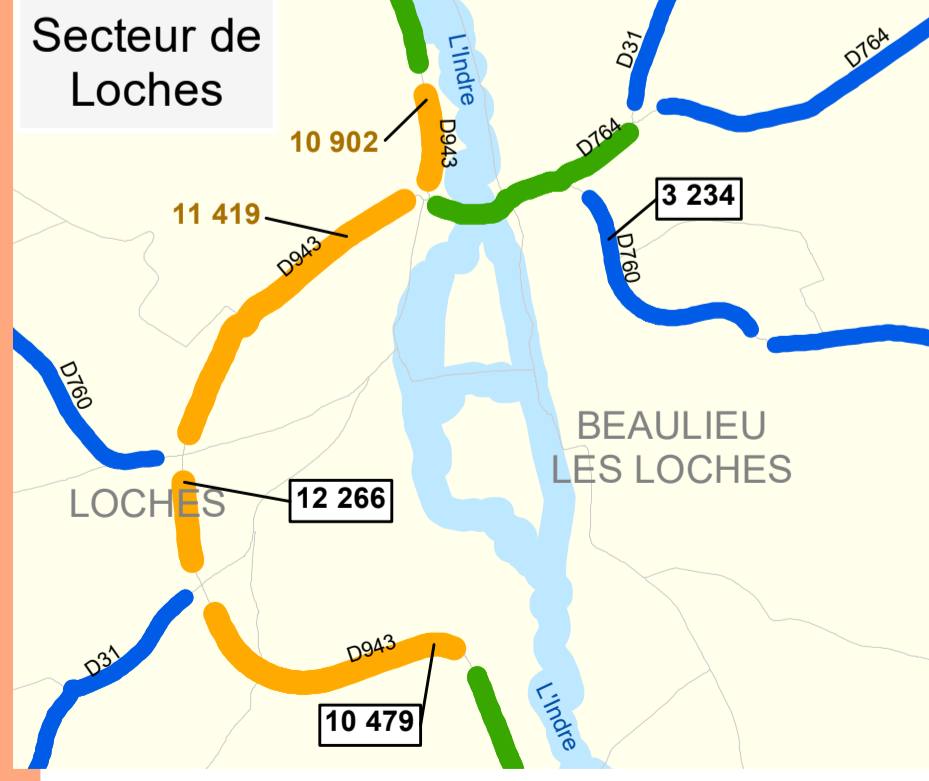 Secteur de
Loches
L'Indre
D31
D764
10 902
D943
D764
3 234
11 419
D943
D760
D760
BEAULIEU
LES LOCHES
LOCHES
12 266
D31
D943
10 479
L'Indre